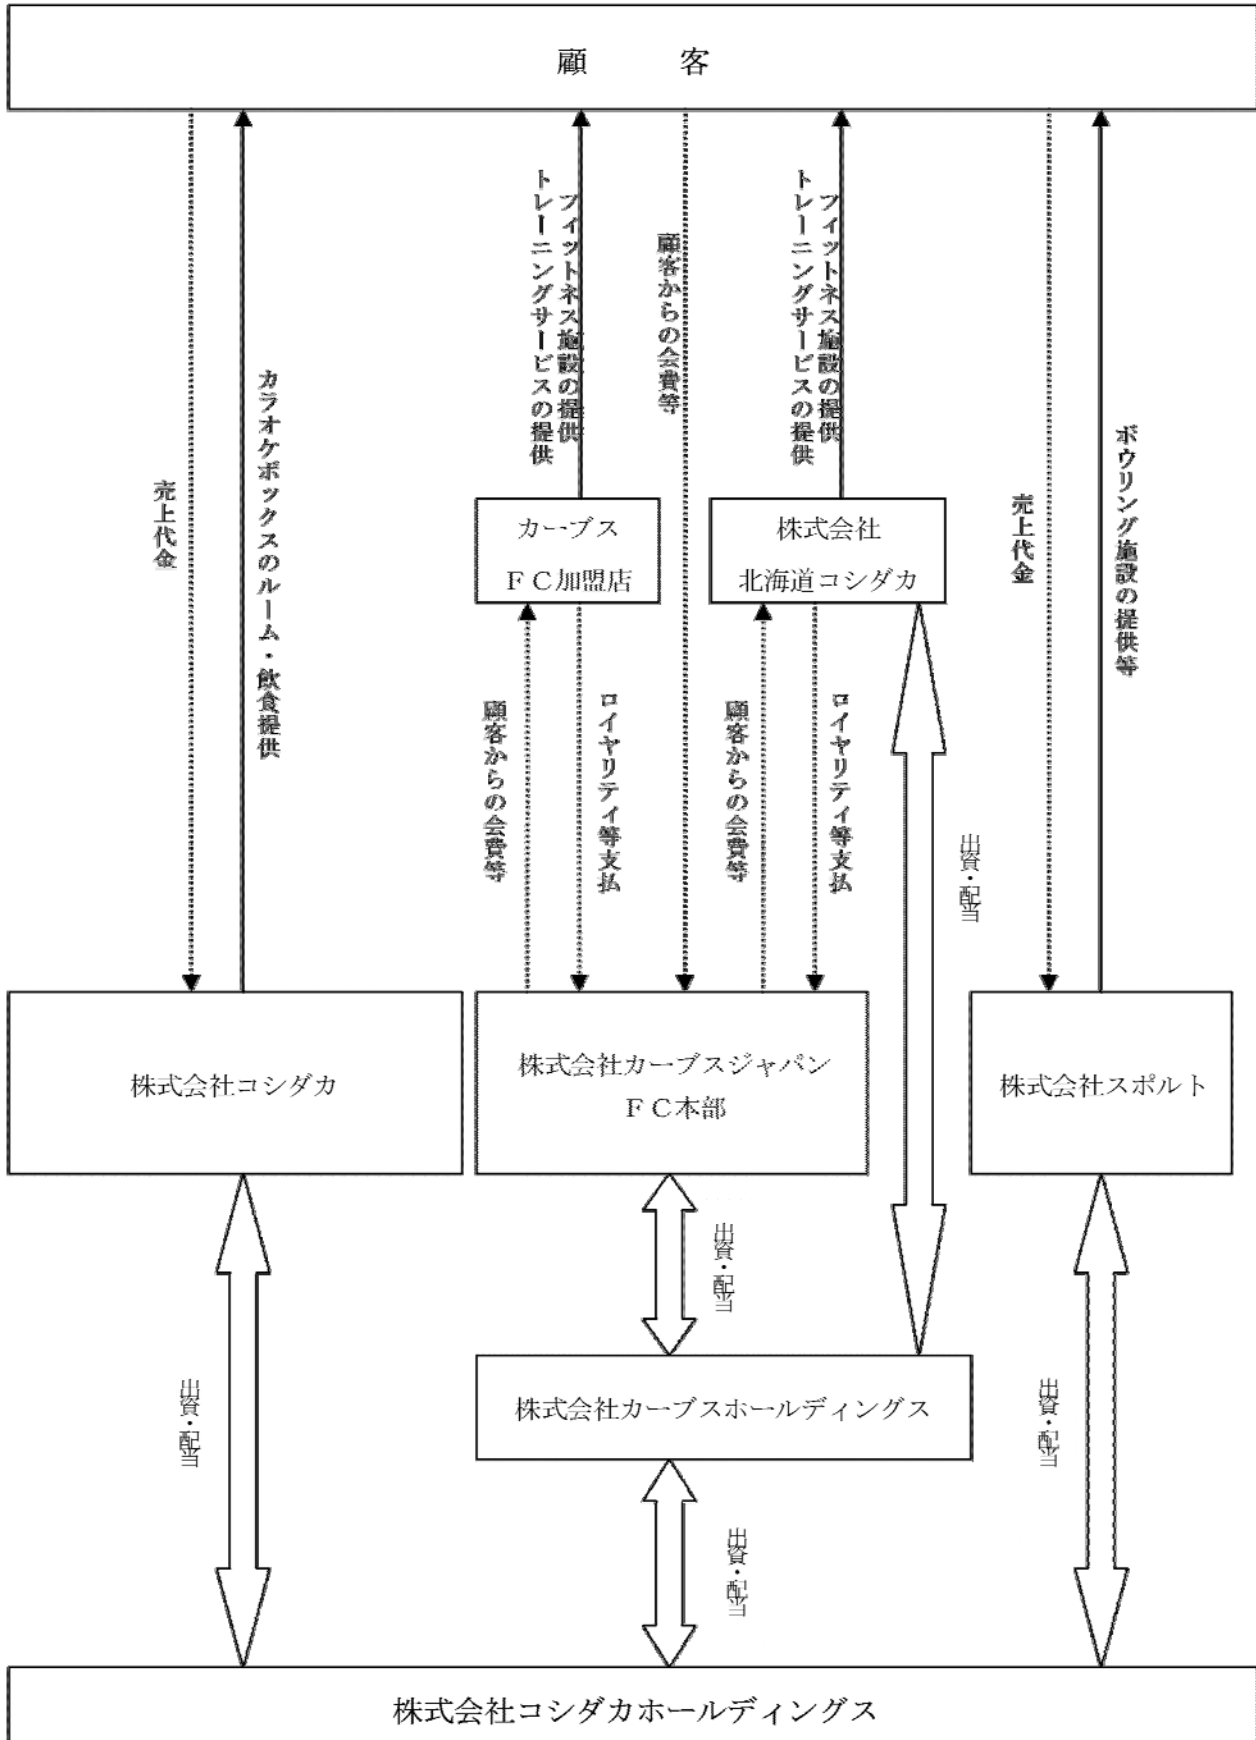 顧　客
売上代金
カラオケボックスのルーム・飲食提供
フィットネス施設の提供
トレーニングサービスの提供
顧客からの会費等
フィットネス施設の提供
トレーニングサービスの提供
売上代金
ボウリング施設の提供等
カーブス
ＦＣ加盟店
株式会社
北海道コシダカ
顧客からの会費等
ロイヤリティ等支払
顧客からの会費等
ロイヤリティ等支払
出資・配当
株式会社コシダカ
株式会社カーブスジャパン
ＦＣ本部
株式会社スポルト
出資・配当
出資・配当
株式会社カーブスホールディングス
出資・配当
出資・配当
株式会社コシダカホールディングス